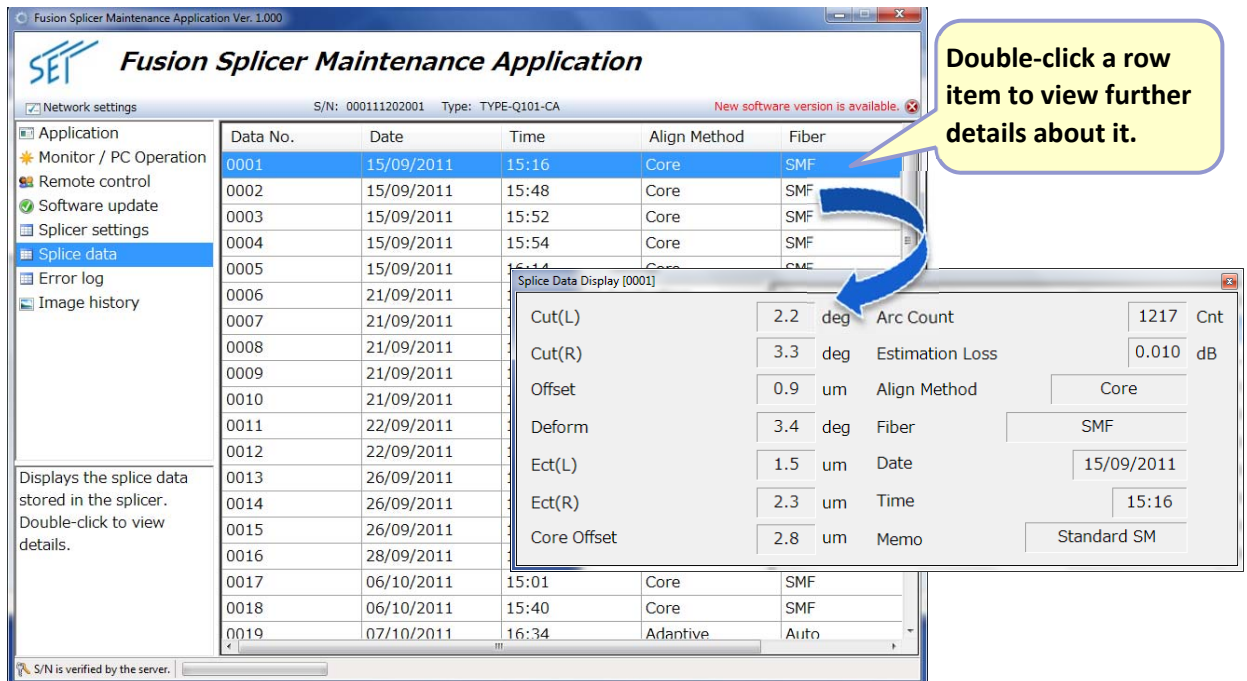 Fusion Splicer Maintenance Application Ver. 1.000
SEI Fusion Splicer Maintenance Application
Network settings S/N: 000111202001 Type: TYPE-Q101-CA New software version is available.
Application
Monitor / PC Operation
Remote control
Software update
Splicer settings
Splice data
Error log
Image history
Displays the splice data
stored in the splicer.
Double-click to view
details.
Data No. Date Time Align Method Fiber
0001 15/09/2011 15:16 Core SMF
0002 15/09/2011 15:48 Core SMF
0003 15/09/2011 15:52 Core SMF
0004 15/09/2011 15:54 Core SMF
0005 15/09/2011 16:14 Core SMF
0006 21/09/2011
0007 21/09/2011
0008 21/09/2011
0009 21/09/2011
0010 21/09/2011
0011 22/09/2011
0012 22/09/2011
0013 26/09/2011
0014 26/09/2011
0015 26/09/2011
0016 28/09/2011
0017 06/10/2011 15:01 Core SMF
0018 06/10/2011 15:40 Core SMF
0019 07/10/2011 16:34 Adaptive Auto
S/N is verified by the server.
Double-click a row
item to view further
details about it.
Splice Data Display [0001]
Cut(L) 2.2 deg Arc Count 1217 Cnt
Cut(R) 3.3 deg Estimation Loss 0.010 dB
Offset 0.9 um Align Method Core
Deform 3.4 deg Fiber SMF
Ect(L) 1.5 um Date 15/09/2011
Ect(R) 2.3 um Time 15:16
Core Offset 2.8 um Memo Standard SM